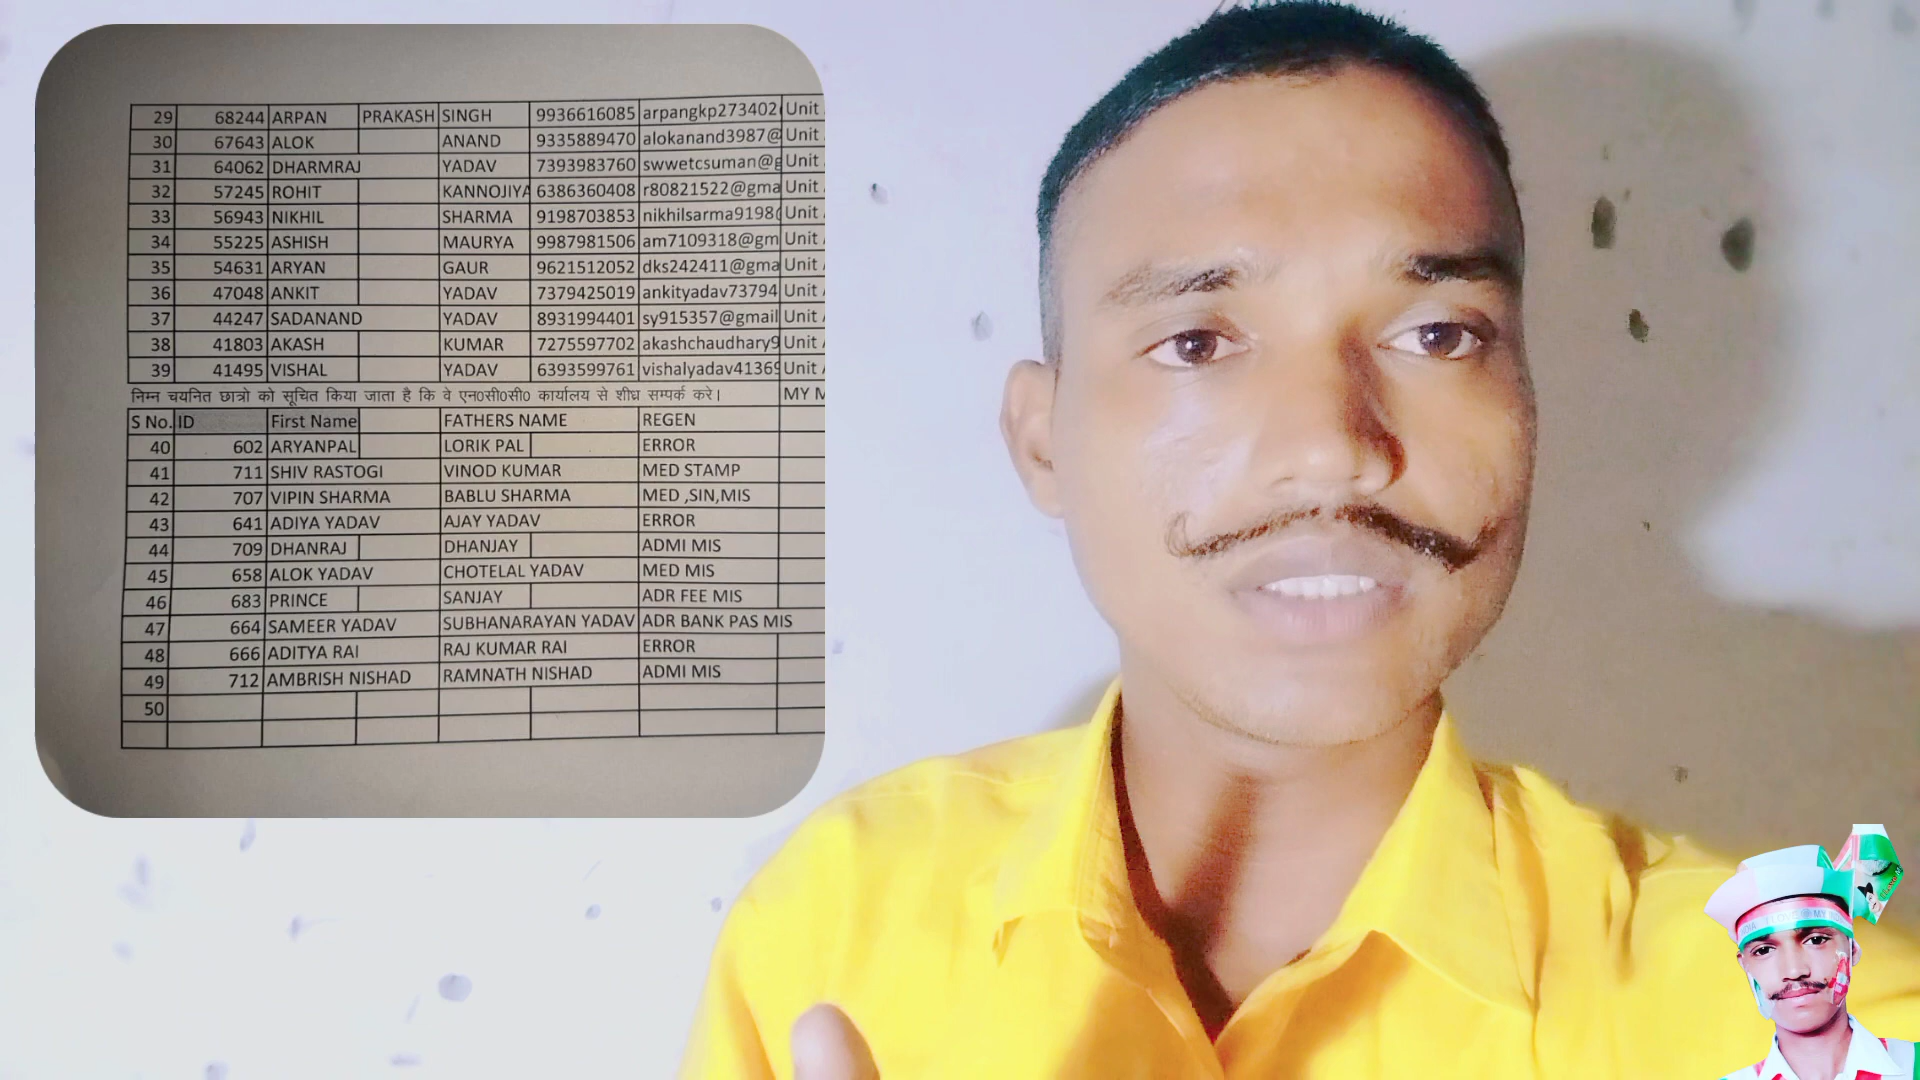 29 68244 ARPAN PRAKASH SINGH 9936616085 arpangkp273402 Unit
30 67643 ALOK ANAND 9335889470 alokanand3987@ Unit
31 64062 DHARMRAJ YADAV 7393983760 swwetcsuman@g Unit
32 57245 ROHIT KANNOJIYA 6386360408 r80821522@gma Unit
33 56943 NIKHIL SHARMA 9198703853 nikhilsarma9198@ Unit
34 55225 ASHISH MAURYA 9987981506 am7109318@gm Unit
35 54631 ARYAN GAUR 9621512052 dks242411@gma Unit
36 47048 ANKIT YADAV 7379425019 ankityadav73794 Unit
37 44247 SADANAND YADAV 8931994401 sy915357@gmail Unit
38 41803 AKASH KUMAR 7275597702 akashchaudhary9 Unit
39 41495 VISHAL YADAV 6393599761 vishalyadav41369 Unit
निम्न चयनित छात्रो को सूचित किया जाता है कि वे एन0सी0सी0 कार्यालय से शीघ्र सम्पर्क करे। MY
S No. ID First Name FATHERS NAME REGEN
40 602 ARYANPAL LORIK PAL ERROR
41 711 SHIV RASTOGI VINOD KUMAR MED STAMP
42 707 VIPIN SHARMA BABLU SHARMA MED ,SIN,MIS
43 641 ADIYA YADAV AJAY YADAV ERROR
44 709 DHANRAJ DHANJAY ADMI MIS
45 658 ALOK YADAV CHOTELAL YADAV MED MIS
46 683 PRINCE SANJAY ADR FEE MIS
47 664 SAMEER YADAV SUBHANARAYAN YADAV ADR BANK PAS MIS
48 666 ADITYA RAI RAJ KUMAR RAI ERROR
49 712 AMBRISH NISHAD RAMNATH NISHAD ADMI MIS
50